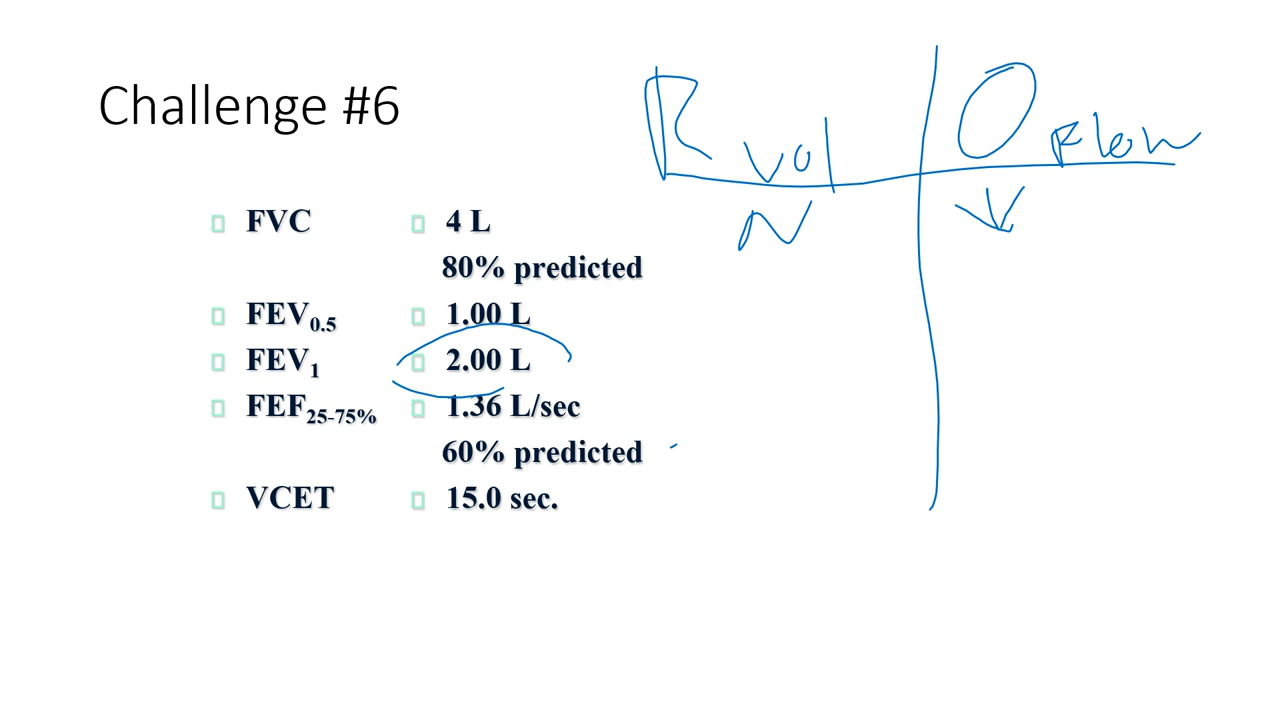 Challenge #6
R vol O Flow
N ↓
FVC 4 L
80% predicted
FEV0.5 1.00 L
FEV1 2.00 L
FEF25-75% 1.36 L/sec
60% predicted
VCET 15.0 sec.